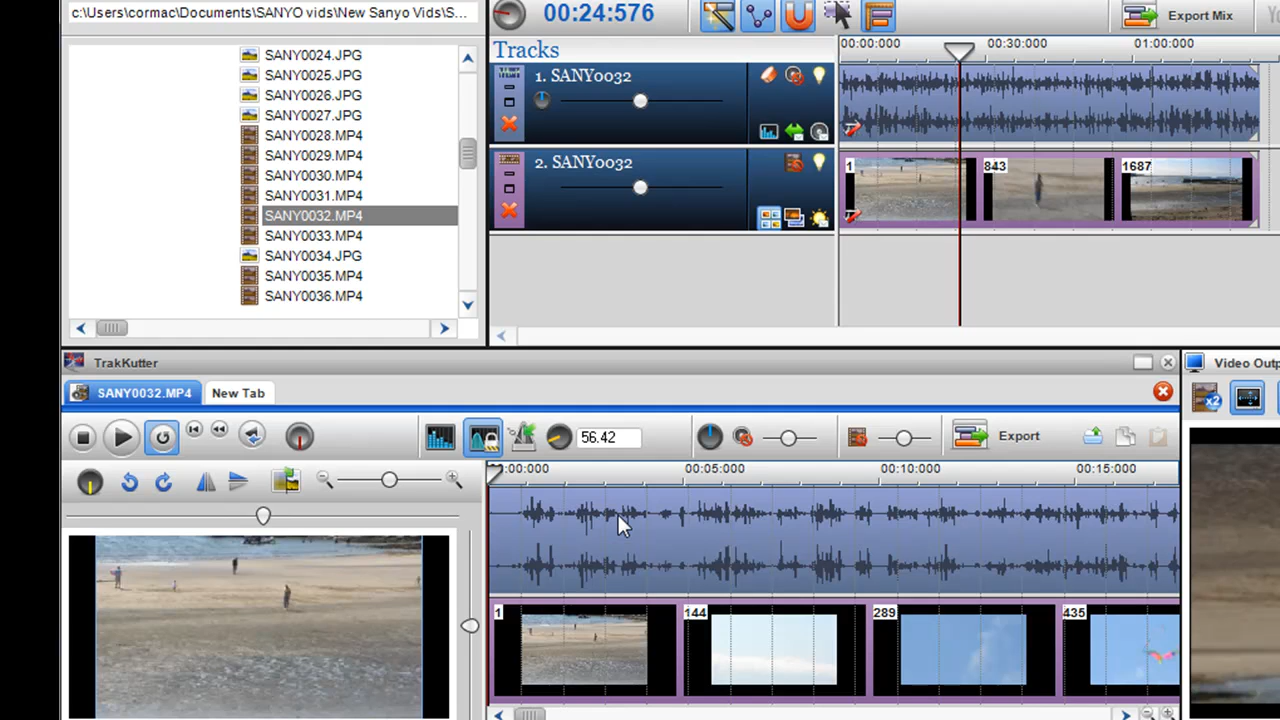 c:\Users\cormac\Documents\SANYO vids\New Sanyo Vids\S...
SANY0024.JPG
SANY0025.JPG
SANY0026.JPG
SANY0027.JPG
SANY0028.MP4
SANY0029.MP4
SANY0030.MP4
SANY0031.MP4
SANY0032.MP4
SANY0033.MP4
SANY0034.JPG
SANY0035.MP4
SANY0036.MP4
00:24:576
Export Mix
Tracks
00:00:000 00:30:000 01:00:000
1. SANY0032
2. SANY0032
1 843 1687
TrakKutter
SANY0032.MP4 New Tab
56.42
Export
00:00:000 00:05:000 00:10:000 00:15:000
1 144 289 435
Video Outp
x2